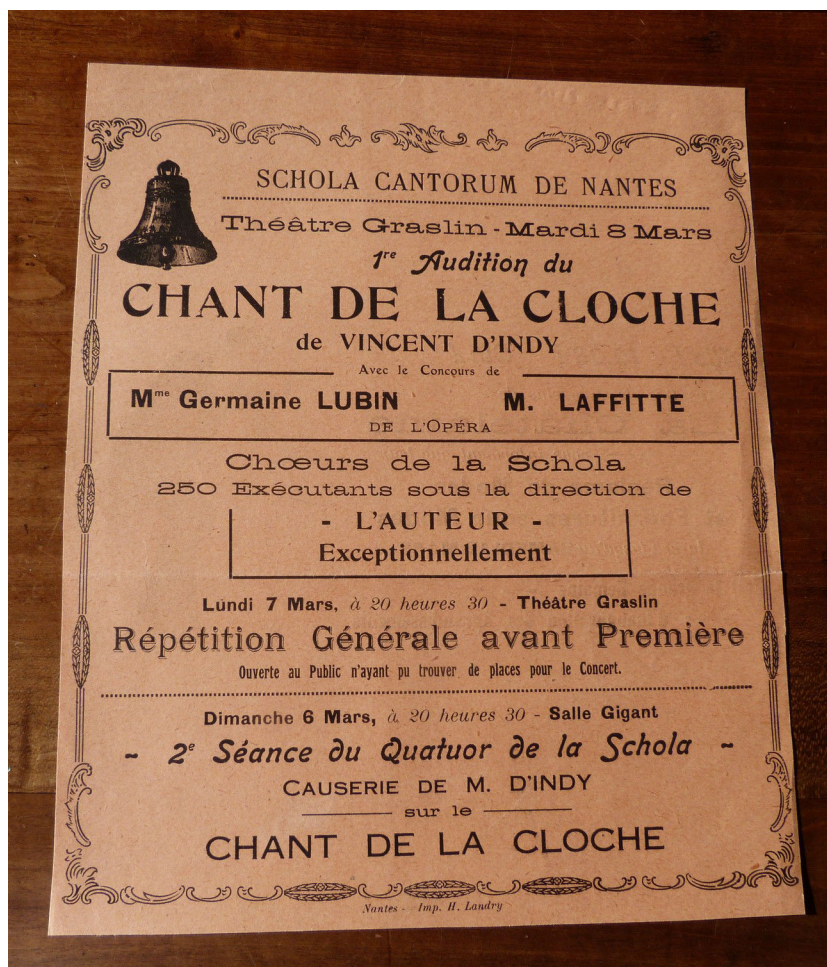 SCHOLA CANTORUM DE NANTES
Théâtre Graslin - Mardi 8 Mars
1re Audition du
CHANT DE LA CLOCHE
de VINCENT D'INDY
Avec le Concours de
Mme Germaine LUBIN M. LAFFITTE
DE L'OPÉRA
Chœurs de la Schola
250 Exécutants sous la direction de
- L'AUTEUR -
Exceptionnellement
Lundi 7 Mars, à 20 heures 30 - Théâtre Graslin
Répétition Générale avant Première
Ouverte au Public n'ayant pu trouver de places pour le Concert.
Dimanche 6 Mars, à 20 heures 30 - Salle Gigant
~ 2e Séance du Quatuor de la Schola ~
CAUSERIE DE M. D'INDY
sur le
CHANT DE LA CLOCHE
Nantes - Imp. H. Landry